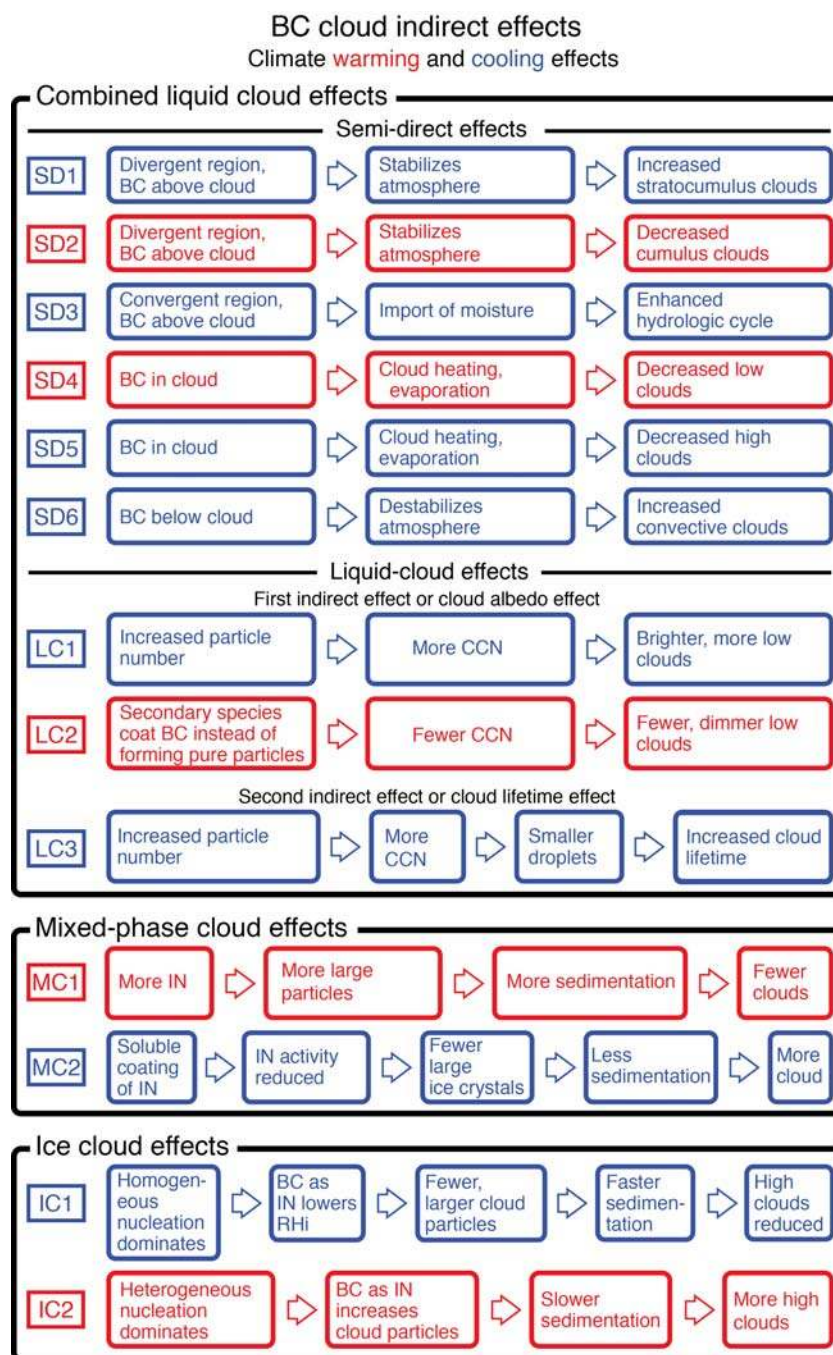 BC cloud indirect effects
Climate warming and cooling effects
Combined liquid cloud effects
Semi-direct effects
SD1
Divergent region,
BC above cloud
Stabilizes
atmosphere
Increased
stratocumulus clouds
SD2
Divergent region,
BC above cloud
Stabilizes
atmosphere
Decreased
cumulus clouds
SD3
Convergent region,
BC above cloud
Import of moisture
Enhanced
hydrologic cycle
SD4
BC in cloud
Cloud heating,
evaporation
Decreased low
clouds
SD5
BC in cloud
Cloud heating,
evaporation
Decreased high
clouds
SD6
BC below cloud
Destabilizes
atmosphere
Increased
convective clouds
Liquid-cloud effects
First indirect effect or cloud albedo effect
LC1
Increased particle
number
More CCN
Brighter, more low
clouds
LC2
Secondary species
coat BC instead of
forming pure particles
Fewer CCN
Fewer, dimmer low
clouds
Second indirect effect or cloud lifetime effect
LC3
Increased particle
number
More
CCN
Smaller
droplets
Increased cloud
lifetime
Mixed-phase cloud effects
MC1
More IN
More large
particles
More sedimentation
Fewer
clouds
MC2
Soluble
coating
of IN
IN activity
reduced
Fewer
large
ice crystals
Less
sedimentation
More
cloud
Ice cloud effects
IC1
Homogen-
eous
nucleation
dominates
BC as
IN lowers
RHi
Fewer,
larger cloud
particles
Faster
sedimen-
tation
High
clouds
reduced
IC2
Heterogeneous
nucleation
dominates
BC as IN
increases
cloud particles
Slower
sedimentation
More high
clouds